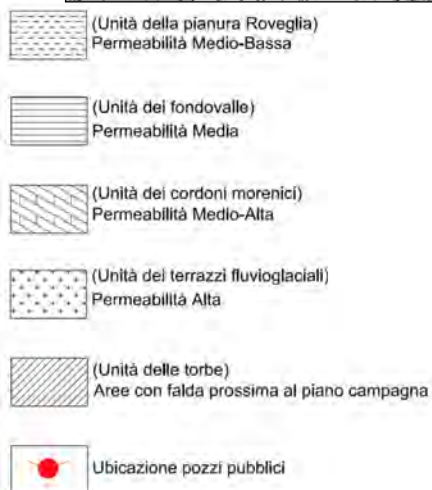 (Unità della pianura Roveglia)
Permeabilità Medio-Bassa
(Unità dei fondovalle)
Permeabilità Media
(Unità dei cordoni morenici)
Permeabilità Medio-Alta
(Unità dei terrazzi fluvioglaciali)
Permeabilità Alta
(Unità delle torbe)
Aree con falda prossima al piano campagna
Ubicazione pozzi pubblici